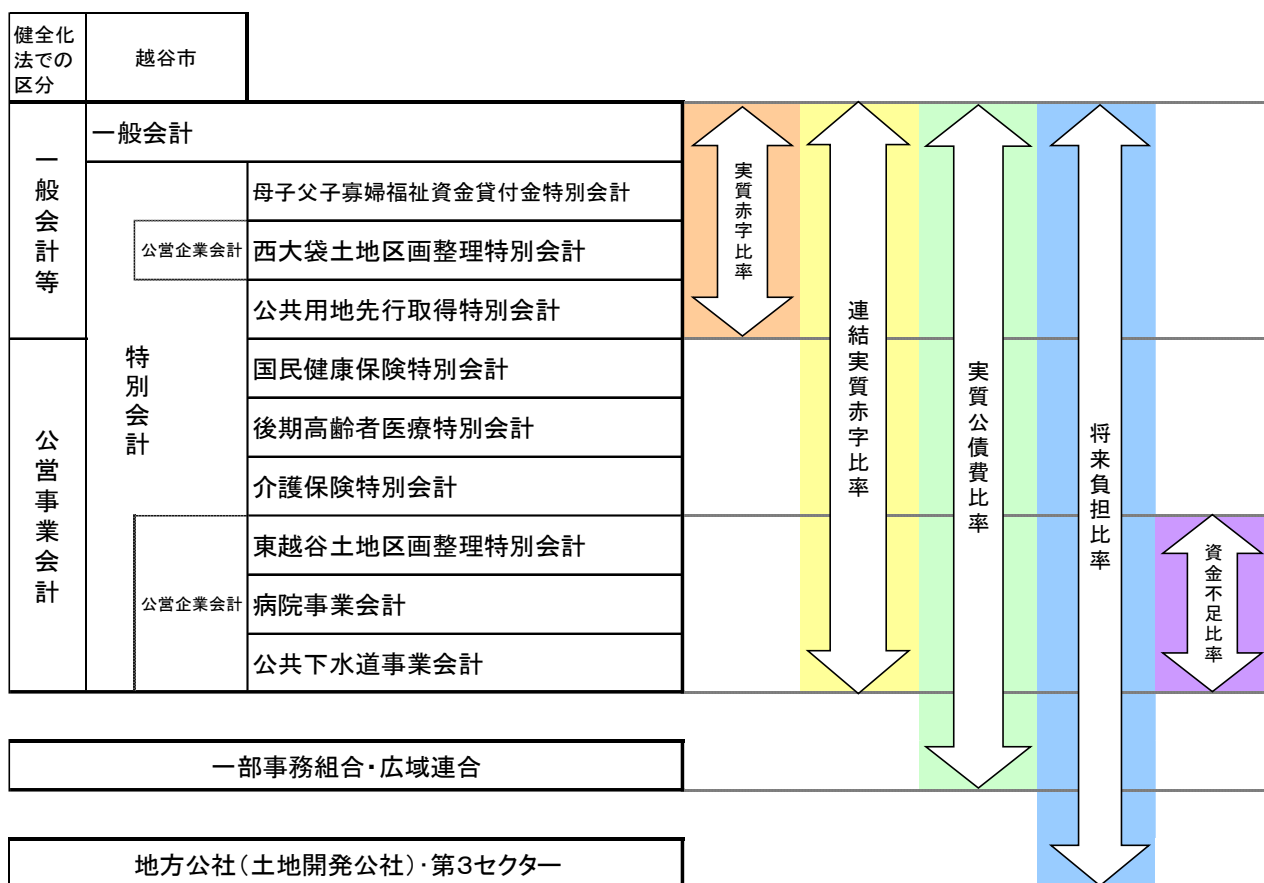 健全化
法での
区分
越谷市
一般会計等
一般会計
特別会計
母子父子寡婦福祉資金貸付金特別会計
公営企業会計
西大袋土地区画整理特別会計
公共用地先行取得特別会計
公営事業会計
国民健康保険特別会計
後期高齢者医療特別会計
介護保険特別会計
公営企業会計
東越谷土地区画整理特別会計
病院事業会計
公共下水道事業会計
実質赤字比率
連結実質赤字比率
実質公債費比率
将来負担比率
資金不足比率
一部事務組合・広域連合
地方公社(土地開発公社)・第3セクター